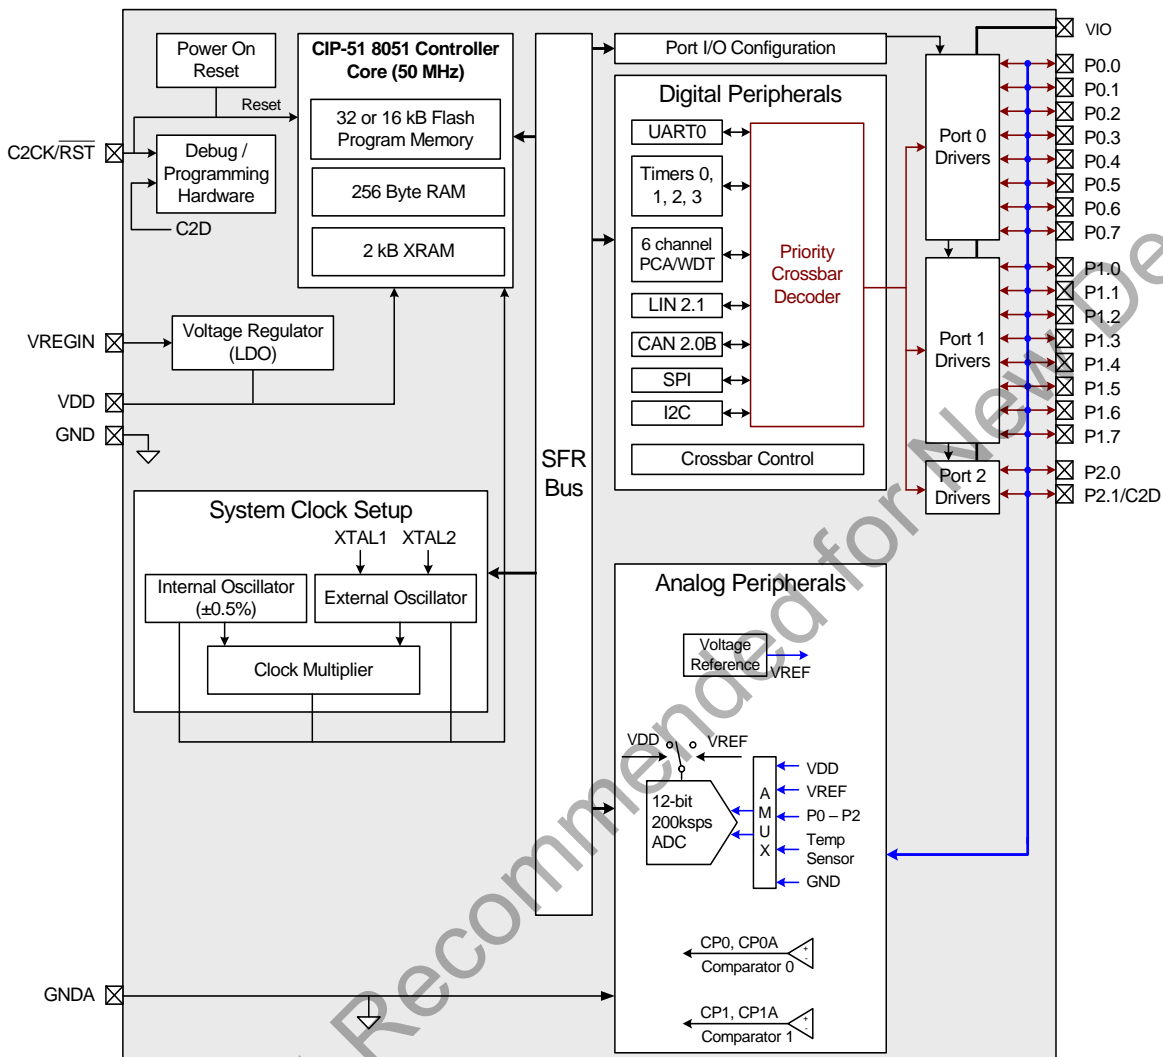 VIO
Power On
Reset
CIP-51 8051 Controller
Core (50 MHz)
Port I/O Configuration
Reset
32 or 16 kB Flash
Program Memory
256 Byte RAM
2 kB XRAM
C2CK/RST
Debug /
Programming
Hardware
C2D
VREGIN
Voltage Regulator
(LDO)
VDD
GND
SFR
Bus
Digital Peripherals
UART0
Timers 0,
1, 2, 3
6 channel
PCA/WDT
LIN 2.1
CAN 2.0B
SPI
I2C
Priority
Crossbar
Decoder
Crossbar Control
Port 0
Drivers
Port 1
Drivers
Port 2
Drivers
P0.0
P0.1
P0.2
P0.3
P0.4
P0.5
P0.6
P0.7
P1.0
P1.1
P1.2
P1.3
P1.4
P1.5
P1.6
P1.7
P2.0
P2.1/C2D
System Clock Setup
XTAL1 XTAL2
Internal Oscillator
(±0.5%)
External Oscillator
Clock Multiplier
Analog Peripherals
Voltage
Reference
VREF
VDD
VREF
12-bit
200ksps
ADC
A
M
U
X
VDD
VREF
P0 – P2
Temp
Sensor
GND
CP0, CP0A
Comparator 0
+
-
CP1, CP1A
Comparator 1
+
-
GNDA
Recommended for New De